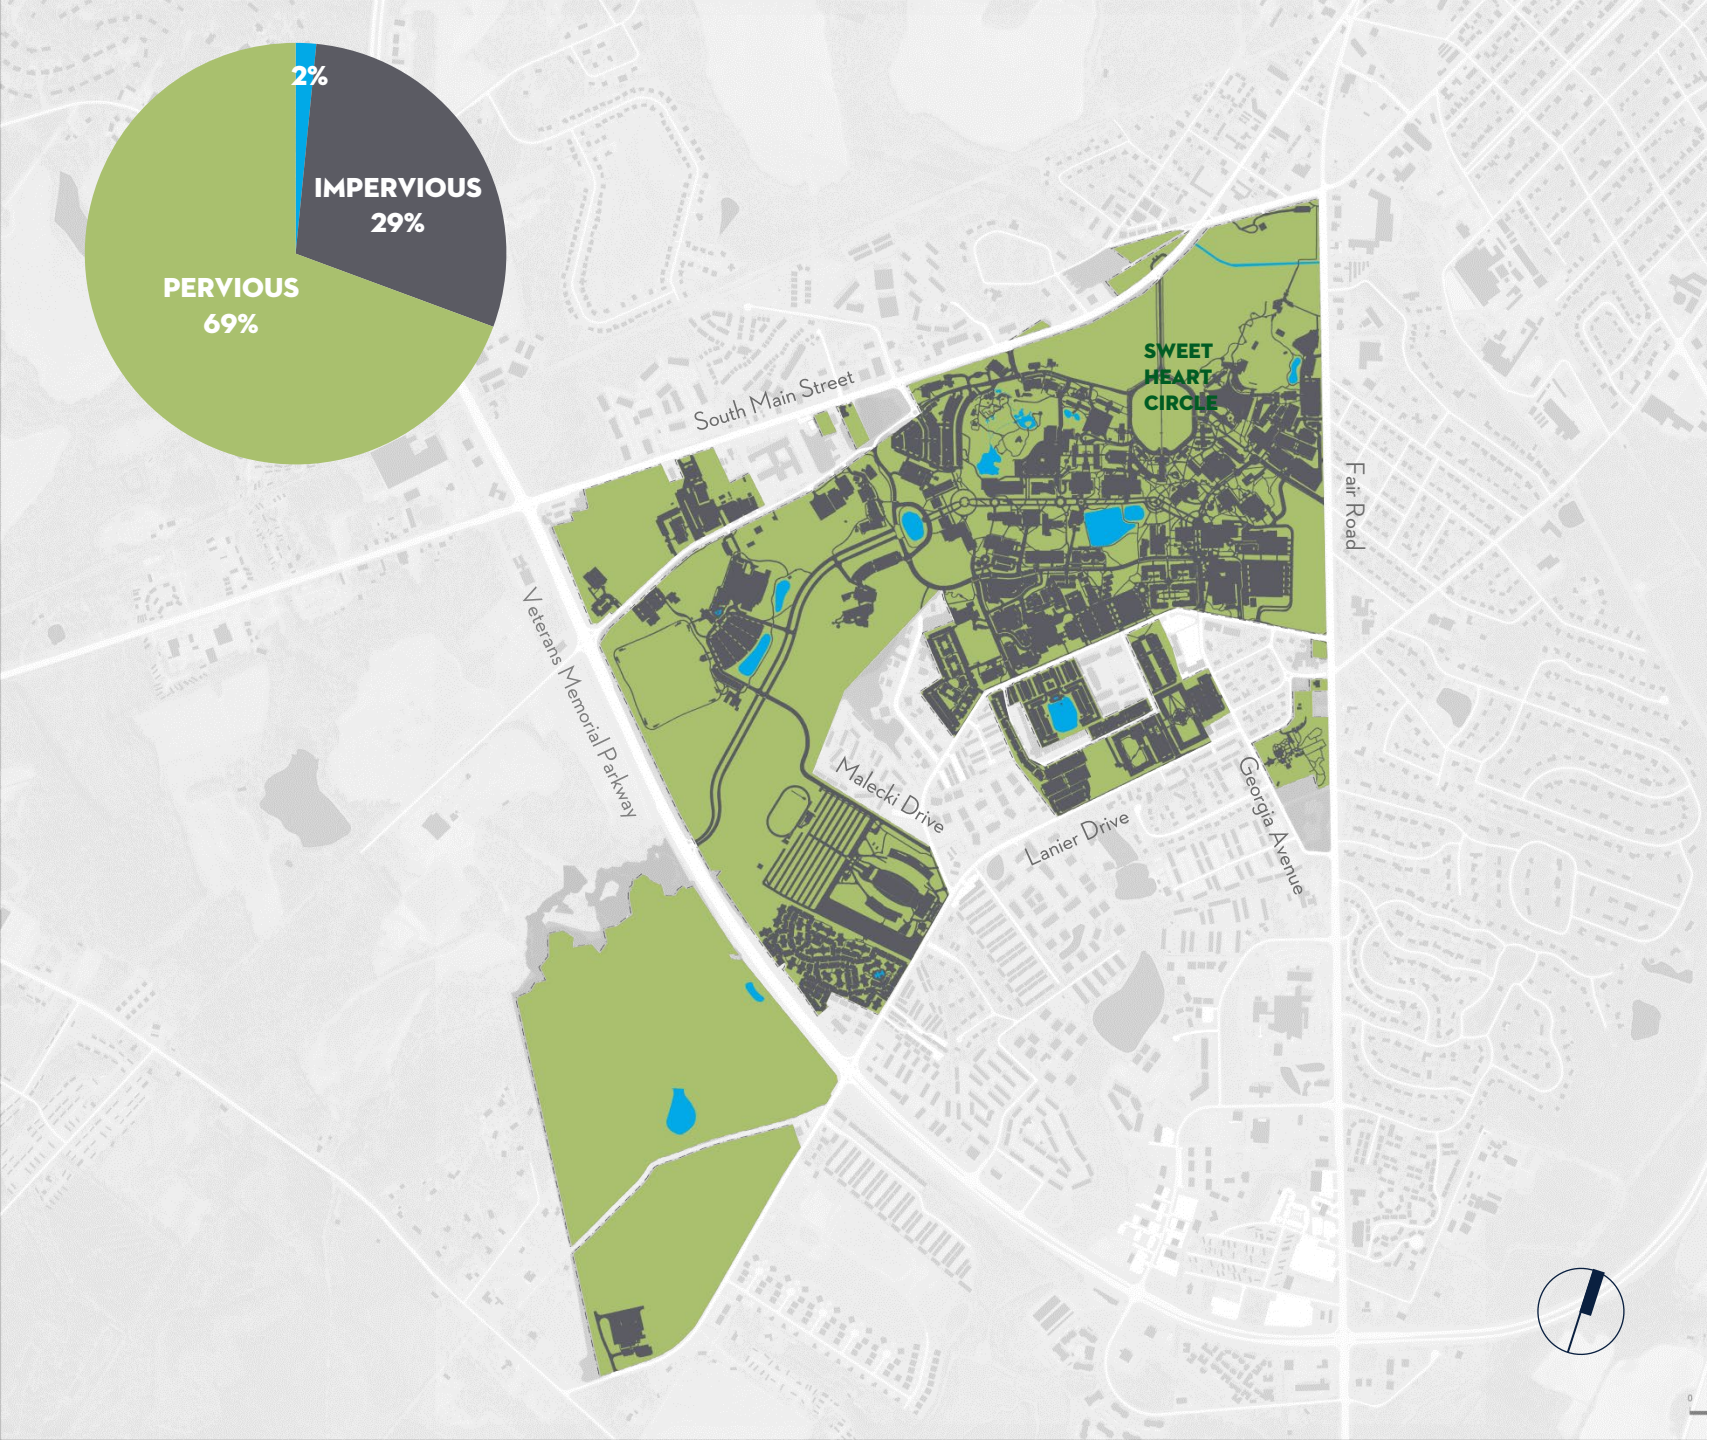 2%
IMPERVIOUS
29%
PERVIOUS
69%
SWEET
HEART
CIRCLE
South Main Street
Fair Road
Veterans Memorial Parkway
Malecki Drive
Lanier Drive
Georgia Avenue
0